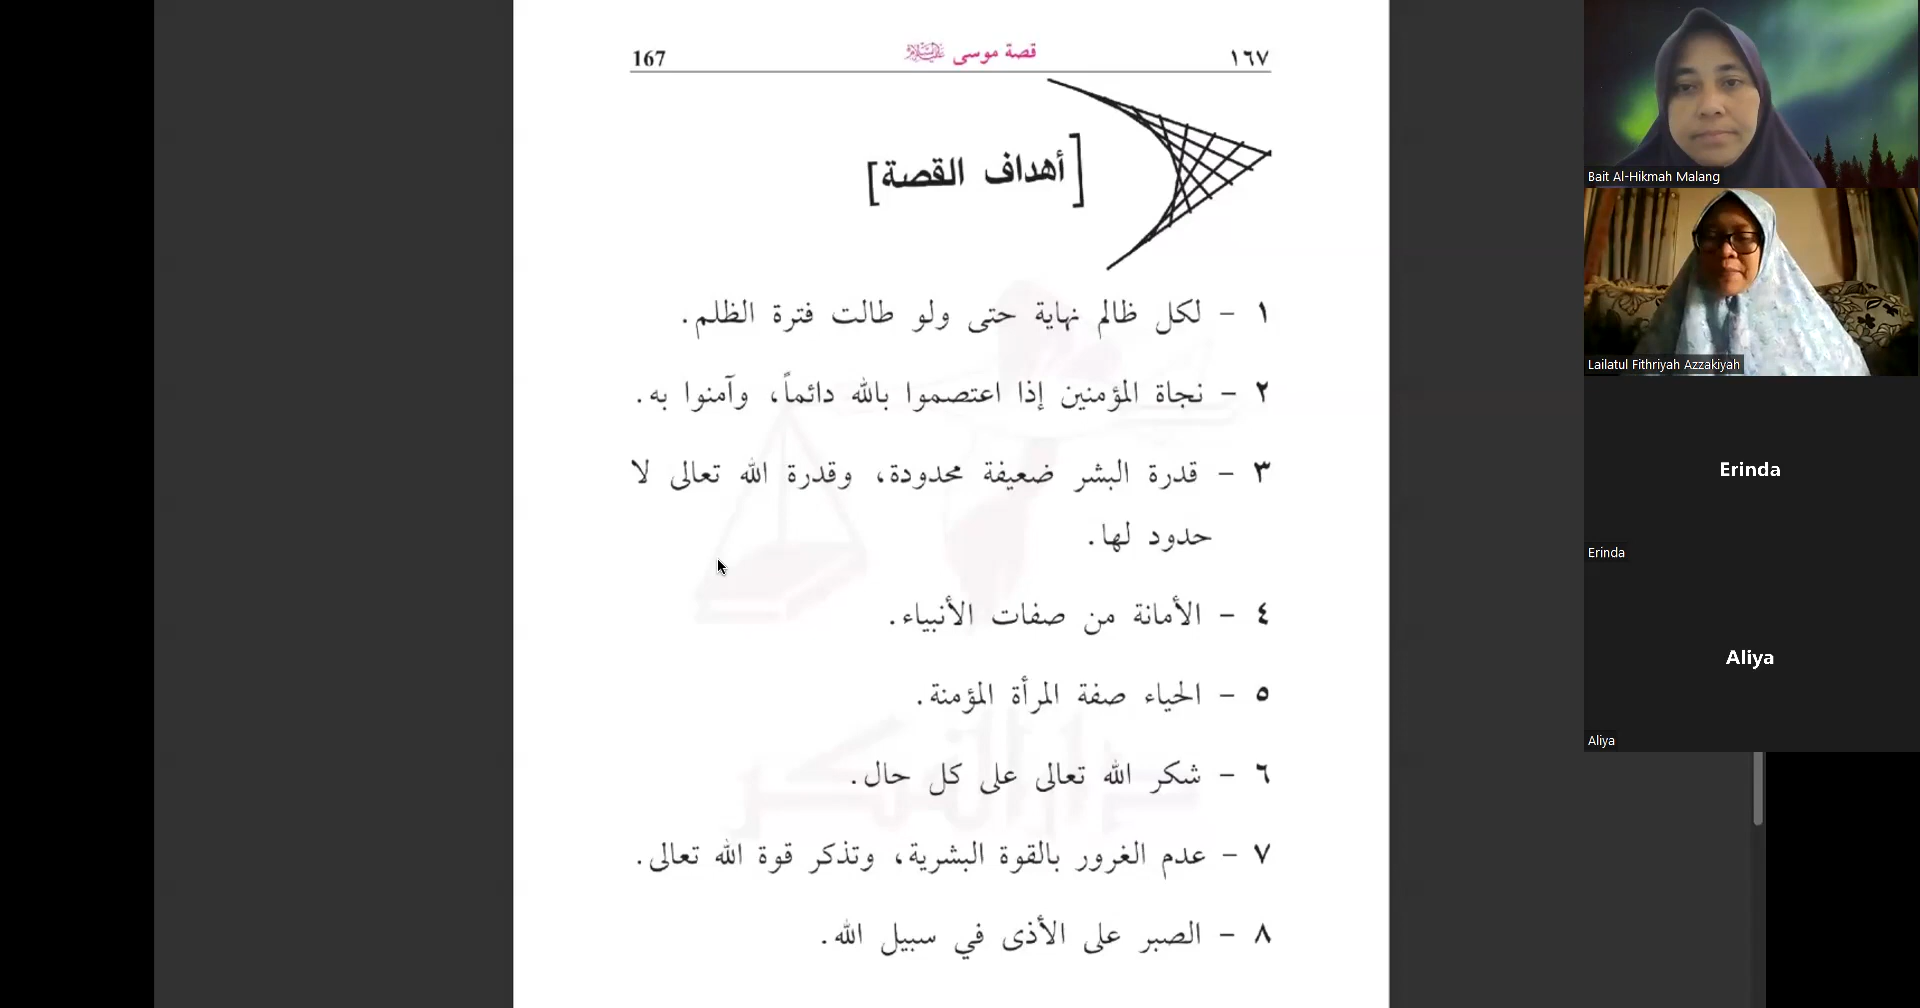 167 قصة موسى عليه السلام ١٦٧
[أهداف القصة]
١ – لكل ظالم نهاية حتى ولو طالت فترة الظلم.
٢ – نجاة المؤمنين إذا اعتصموا بالله دائماً، وآمنوا به.
٣ – قدرة البشر ضعيفة محدودة، وقدرة الله تعالى لا
حدود لها.
٤ – الأمانة من صفات الأنبياء.
٥ – الحياء صفة المرأة المؤمنة.
٦ – شكر الله تعالى على كل حال.
٧ – عدم الغرور بالقوة البشرية، وتذكر قوة الله تعالى.
٨ – الصبر على الأذى في سبيل الله.
دار الفكر
Bait Al-Hikmah Malang
Lailatul Fithriyah Azzakiyah
Erinda
Erinda
Aliya
Aliya